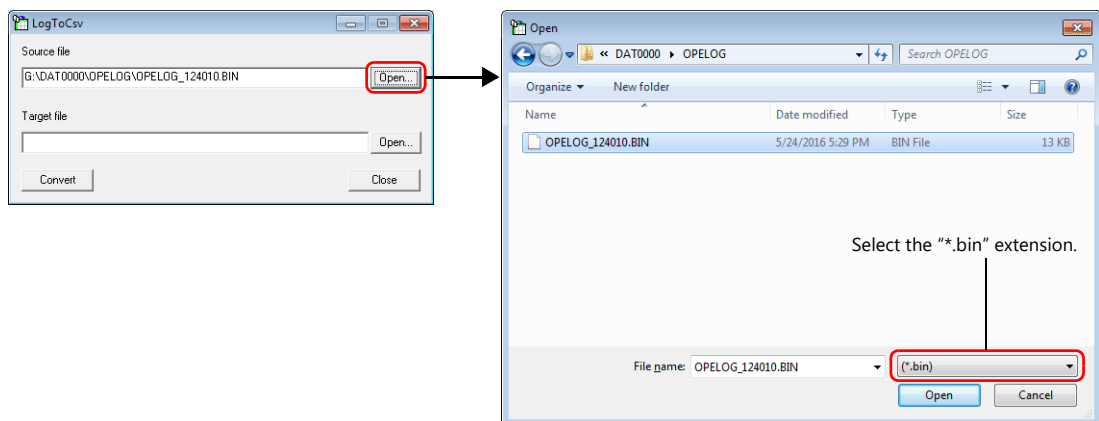 LogToCsv
Source file
G:\DAT0000\OPELOG\OPELOG_124010.BIN
Open...
Target file
Open...
Convert
Close
Open
« DAT0000 ▸ OPELOG
Search OPELOG
Organize ▾ New folder
Name Date modified Type Size
OPELOG_124010.BIN 5/24/2016 5:29 PM BIN File 13 KB
Select the “*.bin” extension.
File name: OPELOG_124010.BIN
(*.bin)
Open Cancel